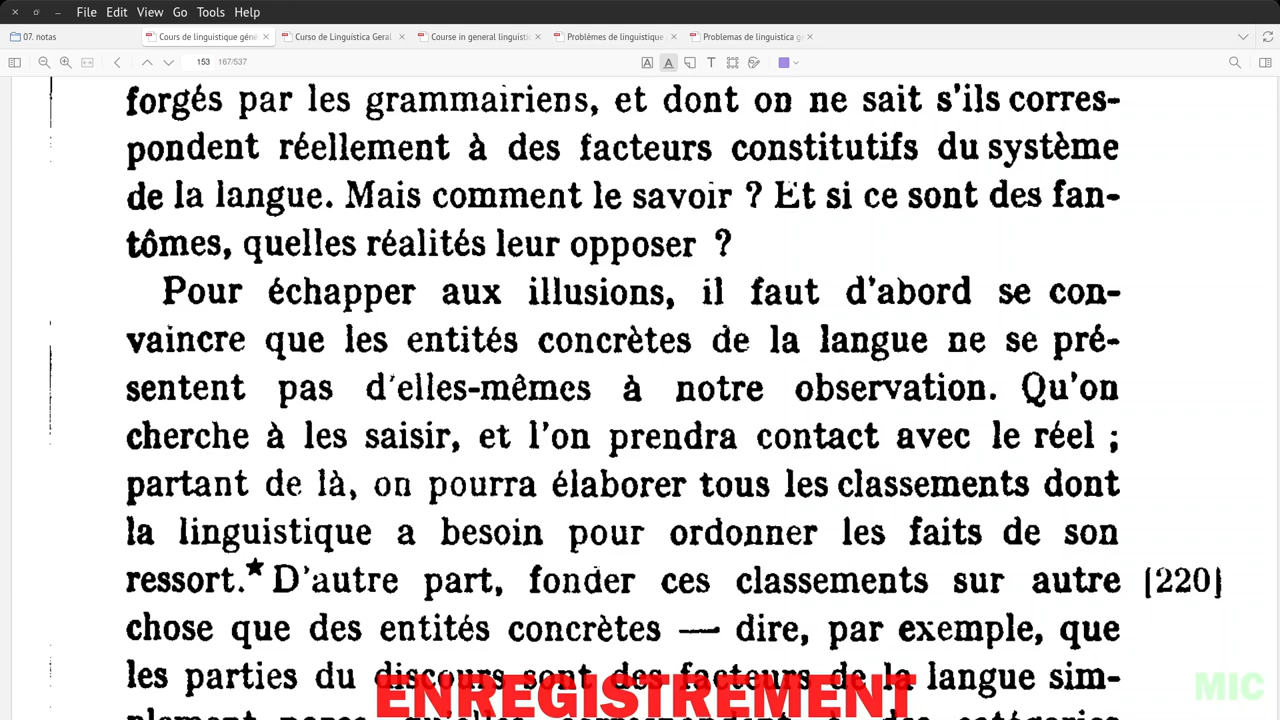 File Edit View Go Tools Help
07. notas
Cours de linguistique géné
Curso de Linguística Geral
Course in general linguisti
Problèmes de linguistique
Problemas de linguistica g
153 167/537
forgés par les grammairiens, et dont on ne sait s'ils corres-
pondent réellement à des facteurs constitutifs du système
de la langue. Mais comment le savoir ? Et si ce sont des fan-
tômes, quelles réalités leur opposer ?
Pour échapper aux illusions, il faut d'abord se con-
vaincre que les entités concrètes de la langue ne se pré-
sentent pas d'elles-mêmes à notre observation. Qu'on
cherche à les saisir, et l'on prendra contact avec le réel ;
partant de là, on pourra élaborer tous les classements dont
la linguistique a besoin pour ordonner les faits de son
ressort.★ D'autre part, fonder ces classements sur autre [220]
chose que des entités concrètes — dire, par exemple, que
les parties du discours sont des facteurs de la langue sim-
ENREGISTREMENT
MIC